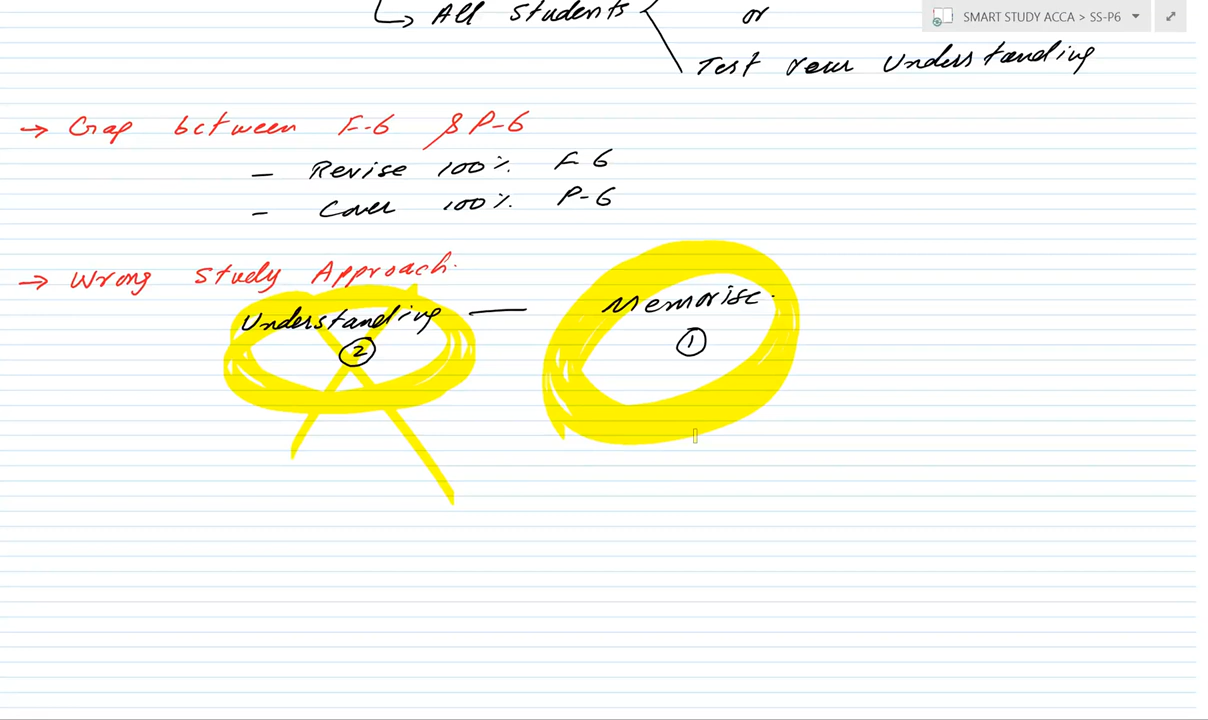 SMART STUDY ACCA > SS-P6
↳ All Students < or
Test your Understanding
→ Gap between F-6 & P-6
– Revise 100% F 6
– Cover 100% P-6
→ Wrong Study Approach.
Understanding — Memorise.
② ①